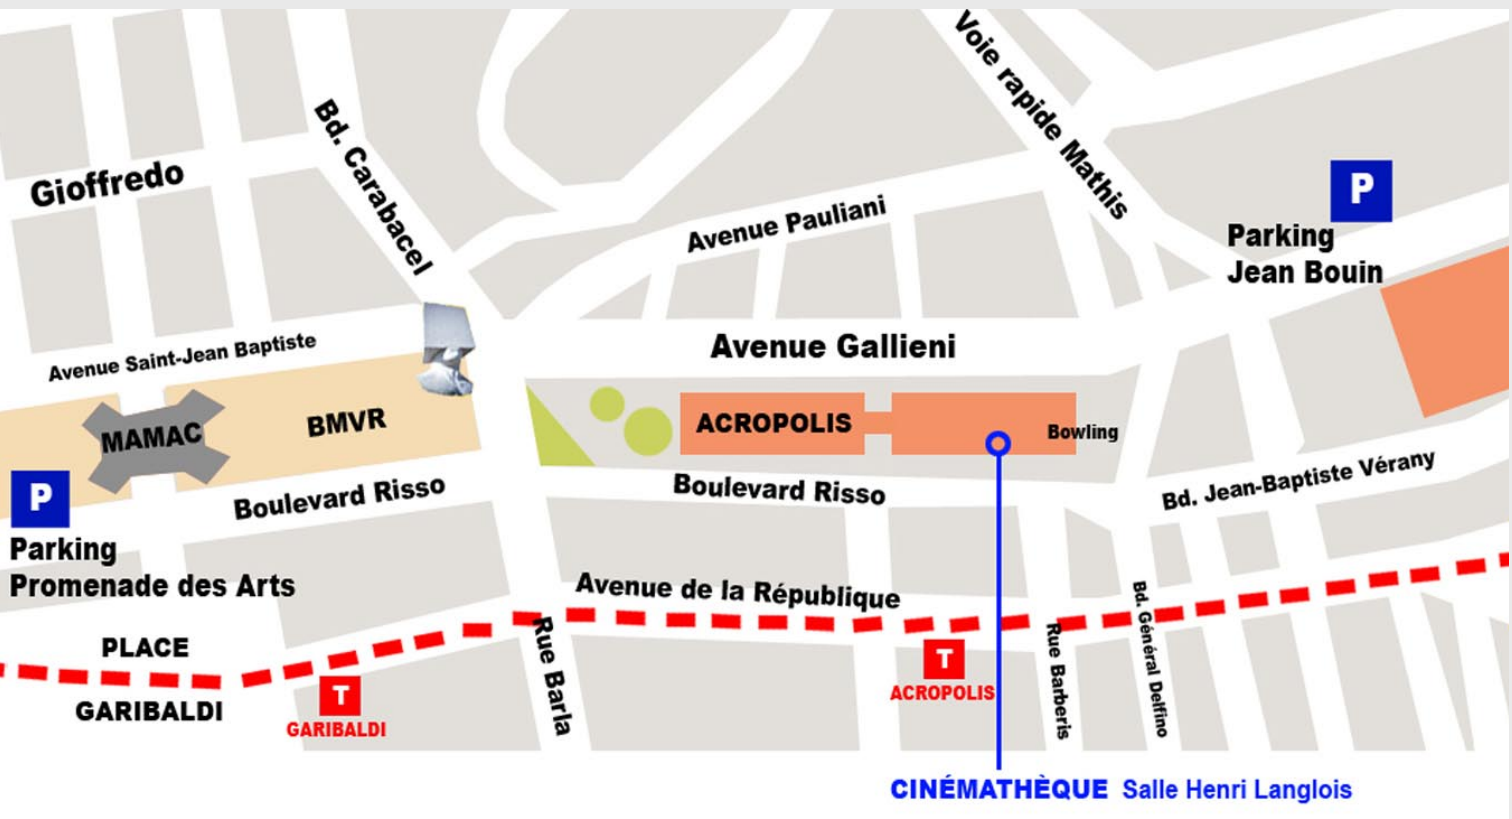 Voie rapide Mathis
Bd. Carabacel
Gioffredo
P
Parking
Jean Bouin
Avenue Pauliani
Avenue Saint-Jean Baptiste
Avenue Gallieni
MAMAC
BMVR
ACROPOLIS
Bowling
P
Parking
Promenade des Arts
Boulevard Risso
Boulevard Risso
Bd. Jean-Baptiste Vérany
Avenue de la République
PLACE
GARIBALDI
T
GARIBALDI
Rue Barla
T
ACROPOLIS
Rue Barberis
Bd. Général Delfino
CINÉMATHÈQUE Salle Henri Langlois